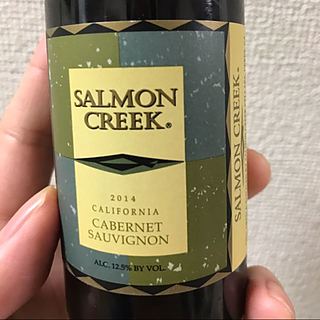 SALMON
CREEK®
2014
CALIFORNIA
CABERNET
SAUVIGNON
ALC. 12.5% BY VOL.
SALMON CREEK®